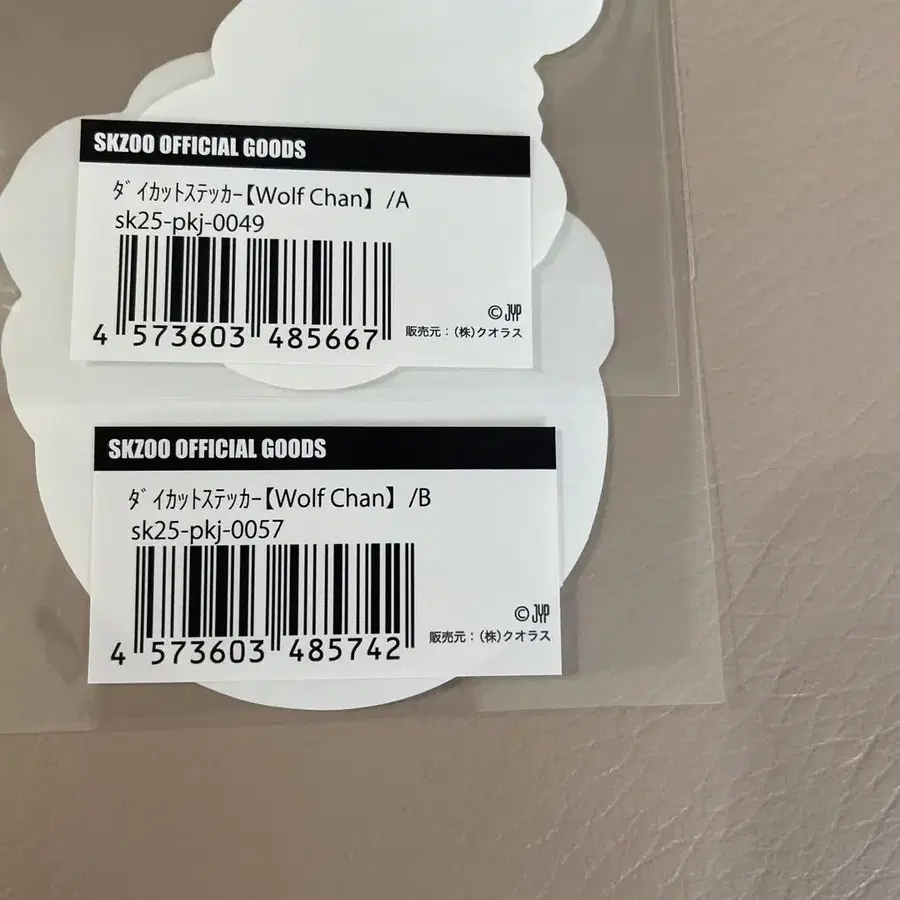 SKZOO OFFICIAL GOODS
ダイカットステッカー【Wolf Chan】 /A
sk25-pkj-0049
4 573603 485667
© JYP
販売元:(株)クオラス
SKZOO OFFICIAL GOODS
ダイカットステッカー【Wolf Chan】 /B
sk25-pkj-0057
4 573603 485742
© JYP
販売元:(株)クオラス